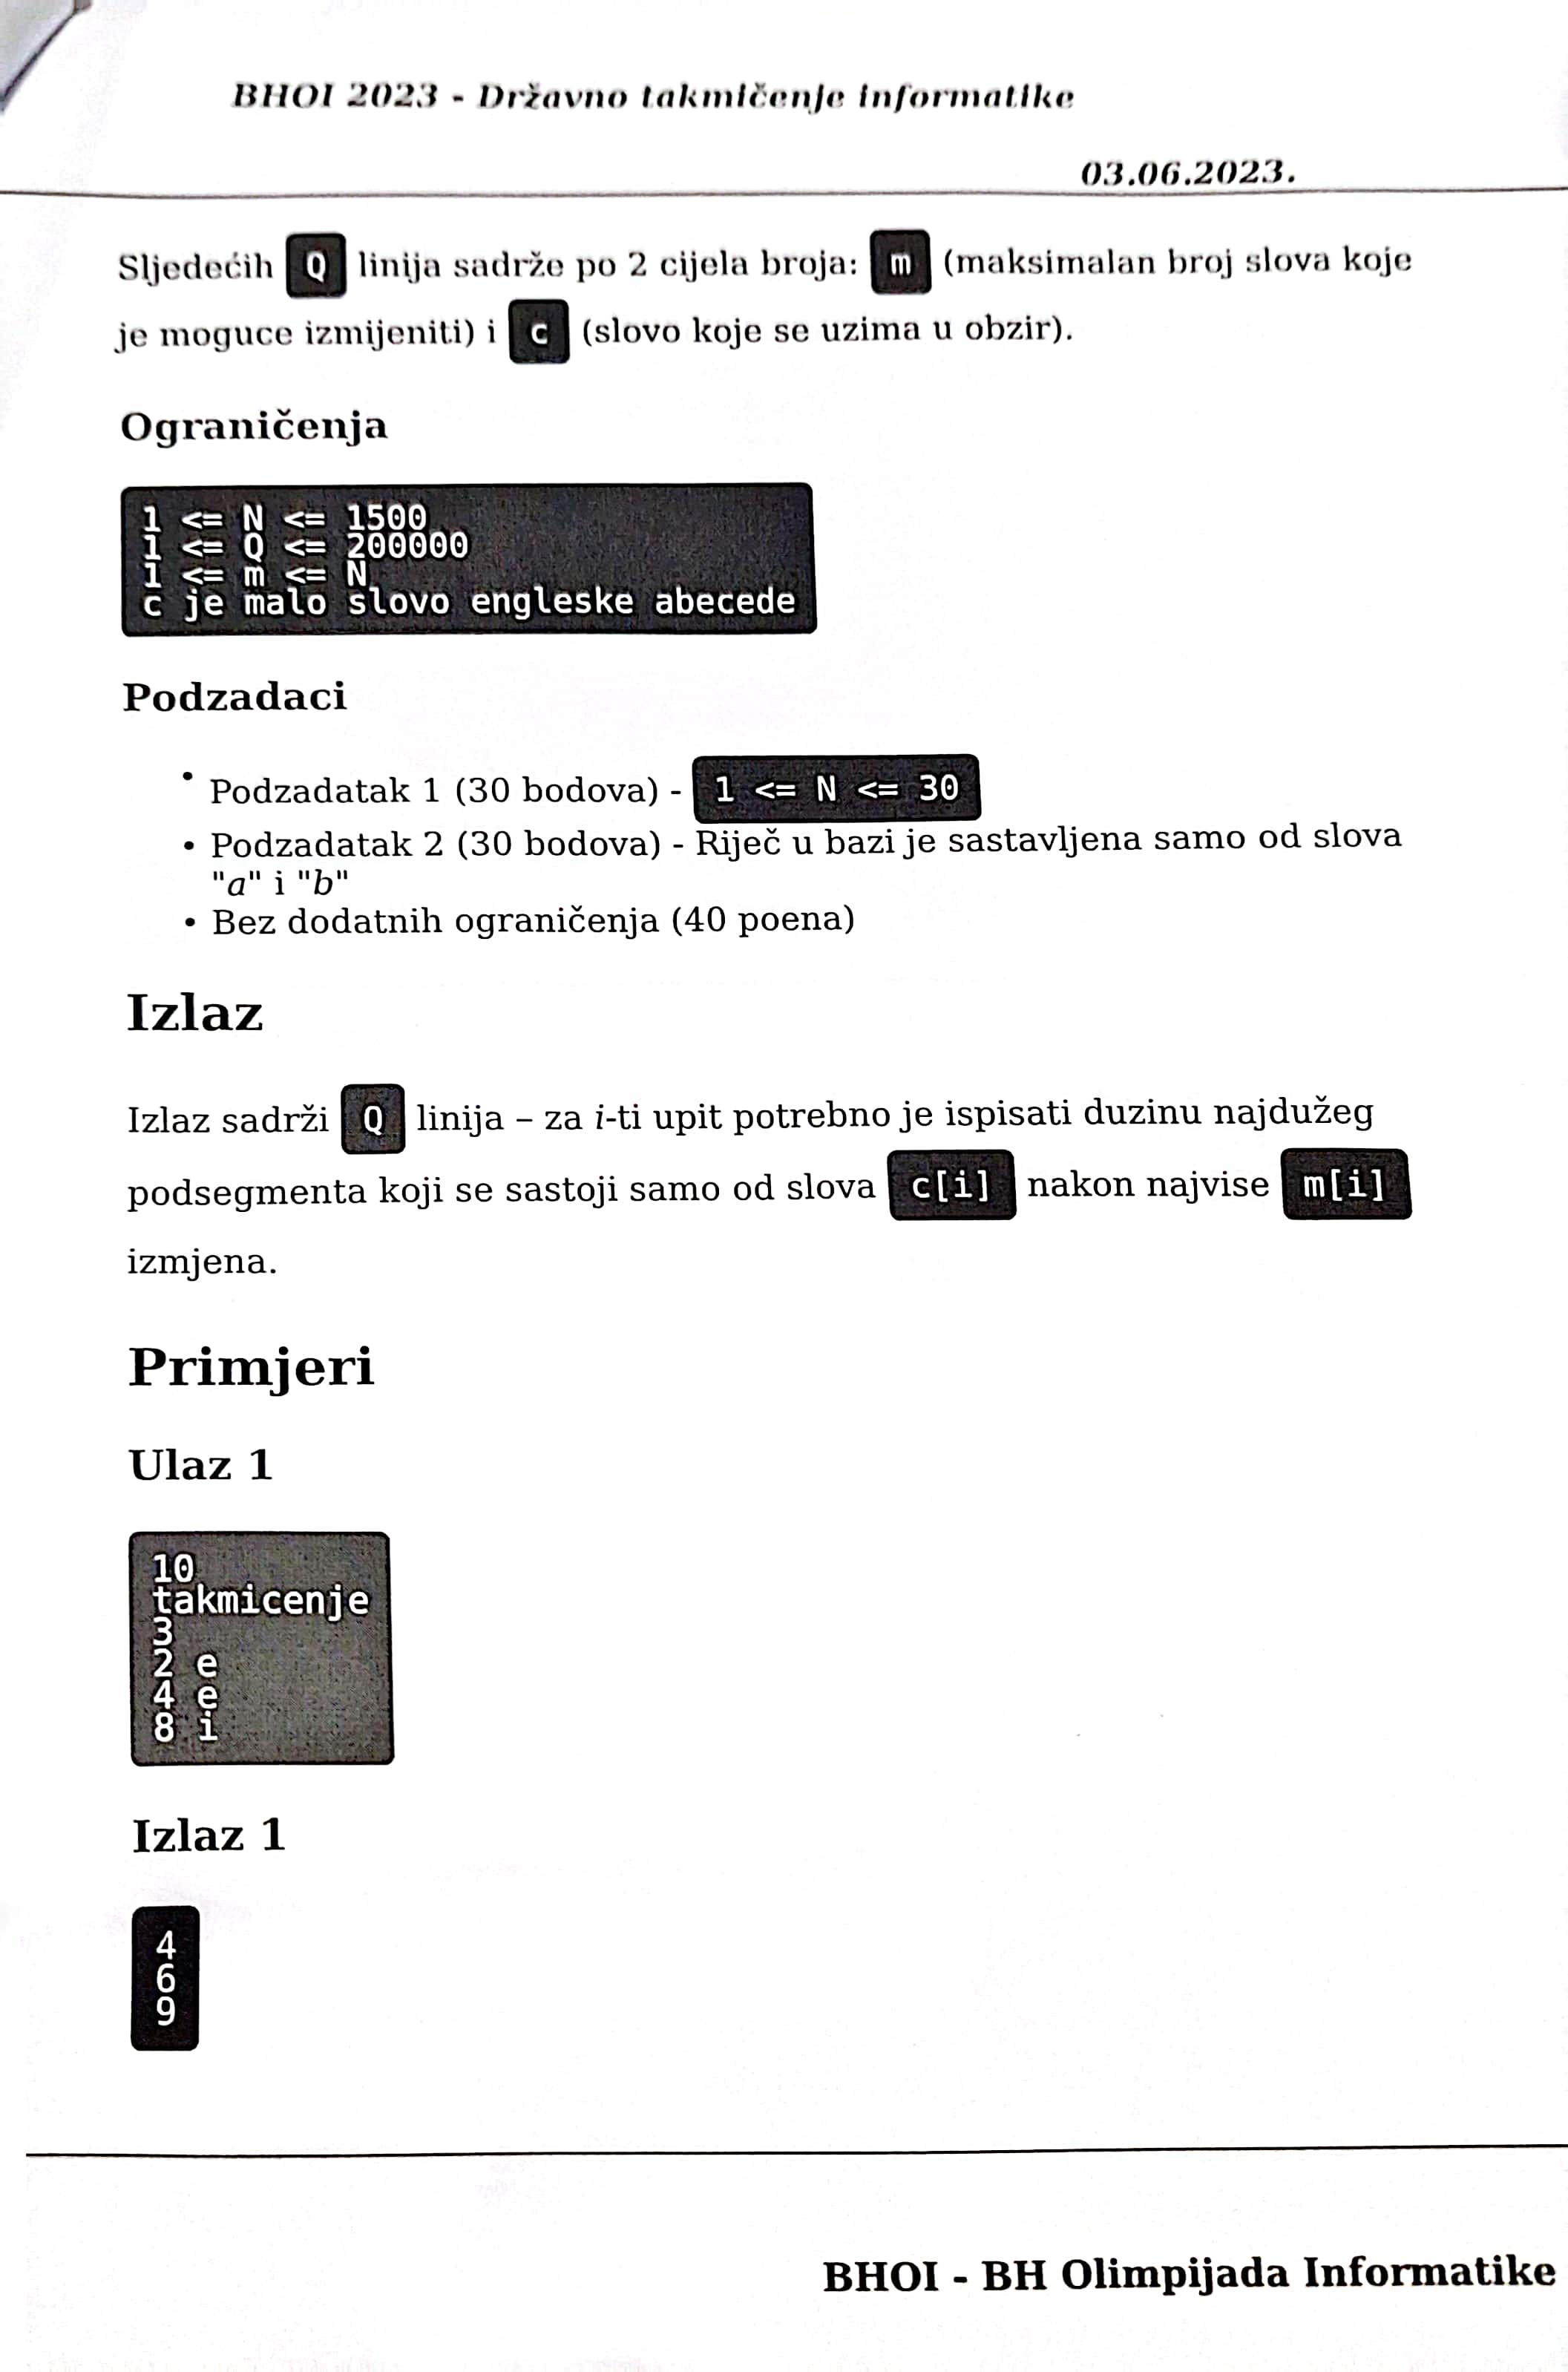 BHOI 2023 - Državno takmičenje informatike
03.06.2023.
Sljedećih Q linija sadrže po 2 cijela broja: m (maksimalan broj slova koje
je moguce izmijeniti) i c (slovo koje se uzima u obzir).
Ograničenja
1 <= N <= 1500
1 <= Q <= 200000
1 <= m <= N
c je malo slovo engleske abecede
Podzadaci
• Podzadatak 1 (30 bodova) - 1 <= N <= 30
• Podzadatak 2 (30 bodova) - Riječ u bazi je sastavljena samo od slova
"a" i "b"
• Bez dodatnih ograničenja (40 poena)
Izlaz
Izlaz sadrži Q linija – za i-ti upit potrebno je ispisati duzinu najdužeg
podsegmenta koji se sastoji samo od slova c[i] nakon najvise m[i]
izmjena.
Primjeri
Ulaz 1
10
takmicenje
3
2 e
4 e
8 i
Izlaz 1
4
6
9
BHOI - BH Olimpijada Informatike